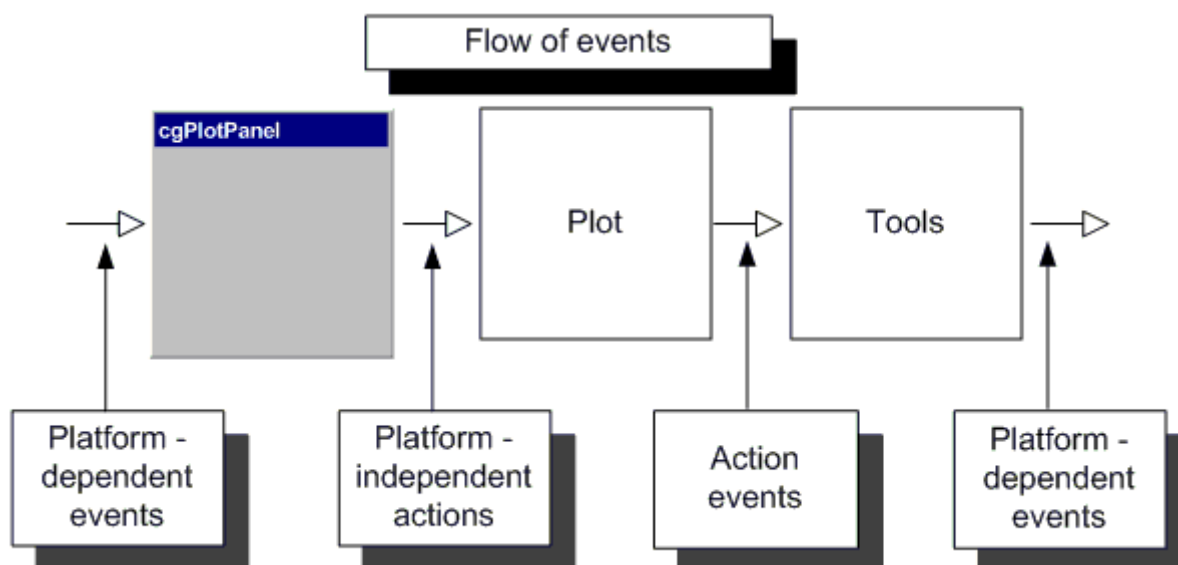 Flow of events
cgPlotPanel
Plot
Tools
Platform -
dependent
events
Platform -
independent
actions
Action
events
Platform -
dependent
events